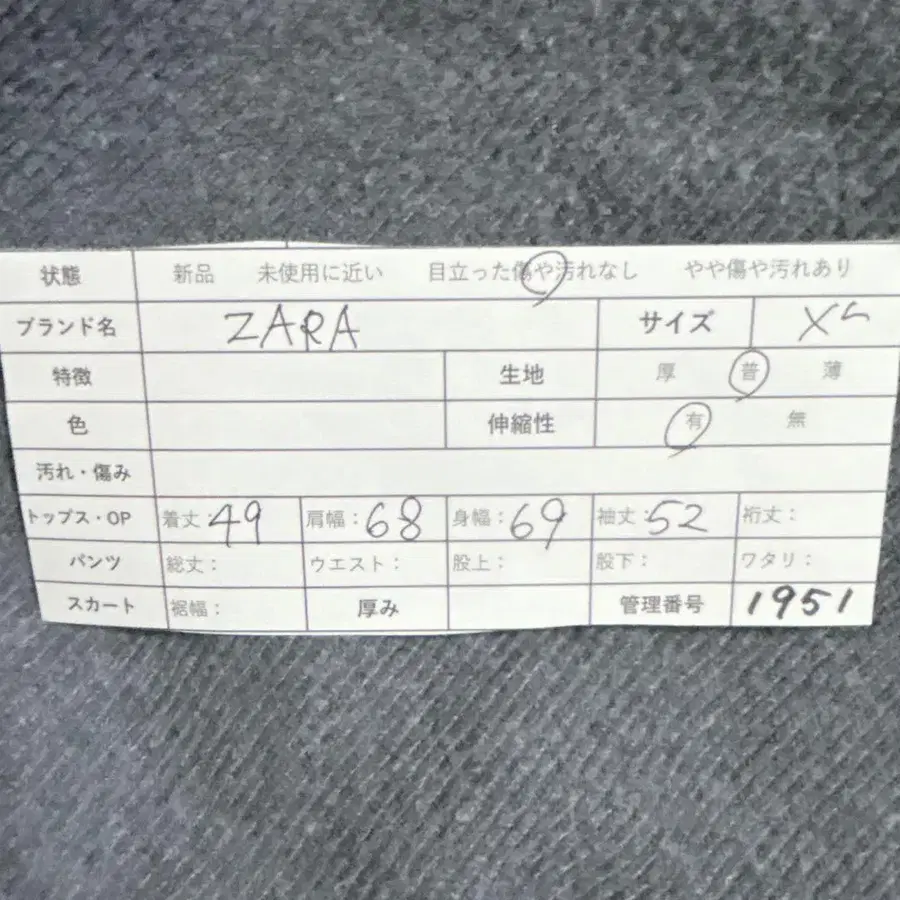 状態 新品 未使用に近い 目立った傷や汚れなし やや傷や汚れあり
ブランド名 ZARA サイズ XS
特徴 生地 厚 普 薄
色 伸縮性 有 無
汚れ・傷み
トップス・OP 着丈:49 肩幅:68 身幅:69 袖丈:52 裄丈:
パンツ 総丈: ウエスト: 股上: 股下: ワタリ:
スカート 裾幅: 厚み 管理番号 1951